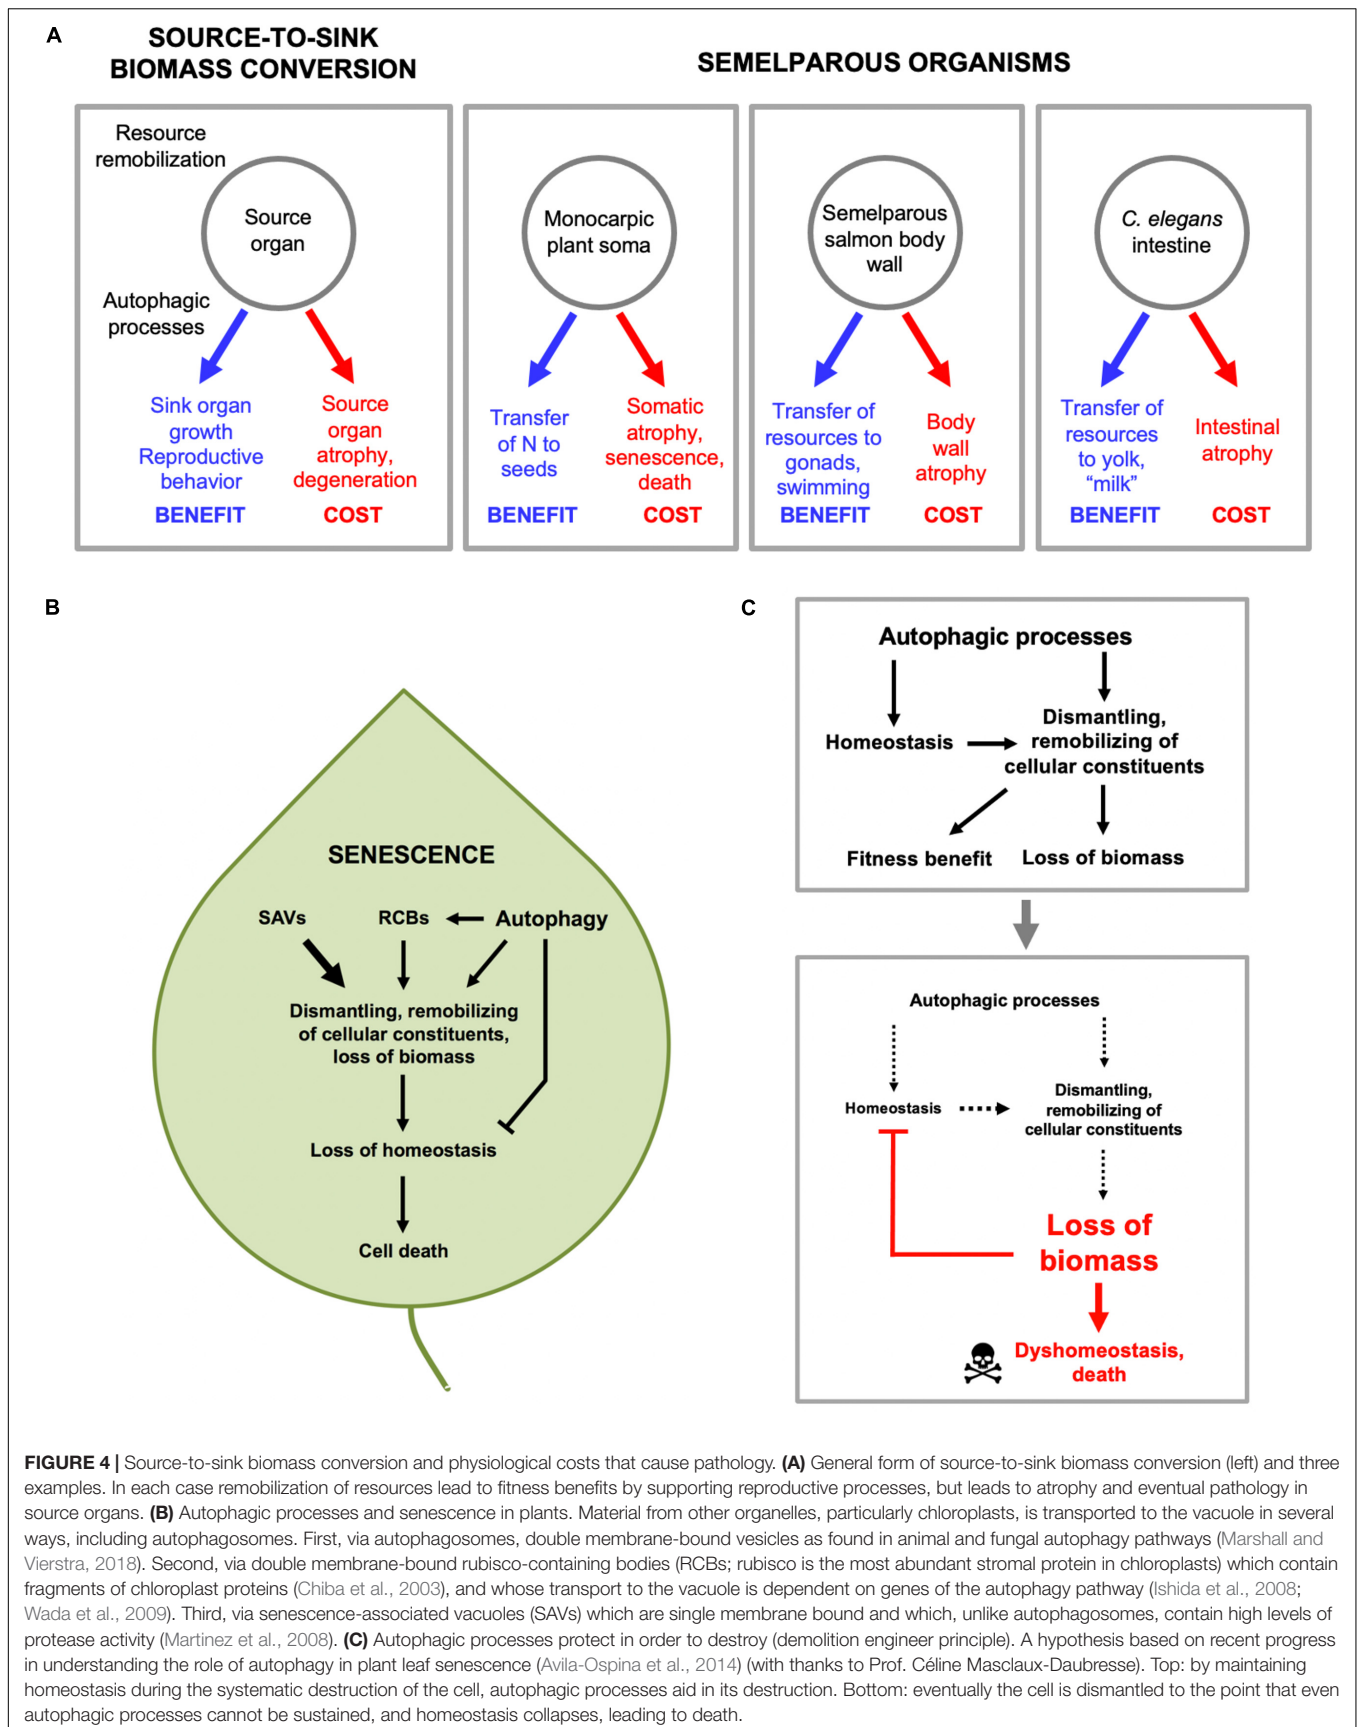 A
SOURCE-TO-SINK
BIOMASS CONVERSION
SEMELPAROUS ORGANISMS
Resource
remobilization
Source
organ
Autophagic
processes
Sink organ
growth
Reproductive
behavior
BENEFIT
Source
organ
atrophy,
degeneration
COST
Monocarpic
plant soma
Transfer
of N to
seeds
BENEFIT
Somatic
atrophy,
senescence,
death
COST
Semelparous
salmon body
wall
Transfer of
resources to
gonads,
swimming
BENEFIT
Body
wall
atrophy
COST
C. elegans
intestine
Transfer of
resources
to yolk,
“milk”
BENEFIT
Intestinal
atrophy
COST
B
SENESCENCE
SAVs
RCBs
Autophagy
Dismantling, remobilizing
of cellular constituents,
loss of biomass
Loss of homeostasis
Cell death
C
Autophagic processes
Homeostasis
Dismantling,
remobilizing of
cellular constituents
Fitness benefit
Loss of biomass
Autophagic processes
Homeostasis
Dismantling,
remobilizing of
cellular constituents
Loss of
biomass
Dyshomeostasis,
death
FIGURE 4 | Source-to-sink biomass conversion and physiological costs that cause pathology. (A) General form of source-to-sink biomass conversion (left) and three
examples. In each case remobilization of resources lead to fitness benefits by supporting reproductive processes, but leads to atrophy and eventual pathology in
source organs. (B) Autophagic processes and senescence in plants. Material from other organelles, particularly chloroplasts, is transported to the vacuole in several
ways, including autophagosomes. First, via autophagosomes, double membrane-bound vesicles as found in animal and fungal autophagy pathways (Marshall and
Vierstra, 2018). Second, via double membrane-bound rubisco-containing bodies (RCBs; rubisco is the most abundant stromal protein in chloroplasts) which contain
fragments of chloroplast proteins (Chiba et al., 2003), and whose transport to the vacuole is dependent on genes of the autophagy pathway (Ishida et al., 2008;
Wada et al., 2009). Third, via senescence-associated vacuoles (SAVs) which are single membrane bound and which, unlike autophagosomes, contain high levels of
protease activity (Martinez et al., 2008). (C) Autophagic processes protect in order to destroy (demolition engineer principle). A hypothesis based on recent progress
in understanding the role of autophagy in plant leaf senescence (Avila-Ospina et al., 2014) (with thanks to Prof. Céline Masclaux-Daubresse). Top: by maintaining
homeostasis during the systematic destruction of the cell, autophagic processes aid in its destruction. Bottom: eventually the cell is dismantled to the point that even
autophagic processes cannot be sustained, and homeostasis collapses, leading to death.